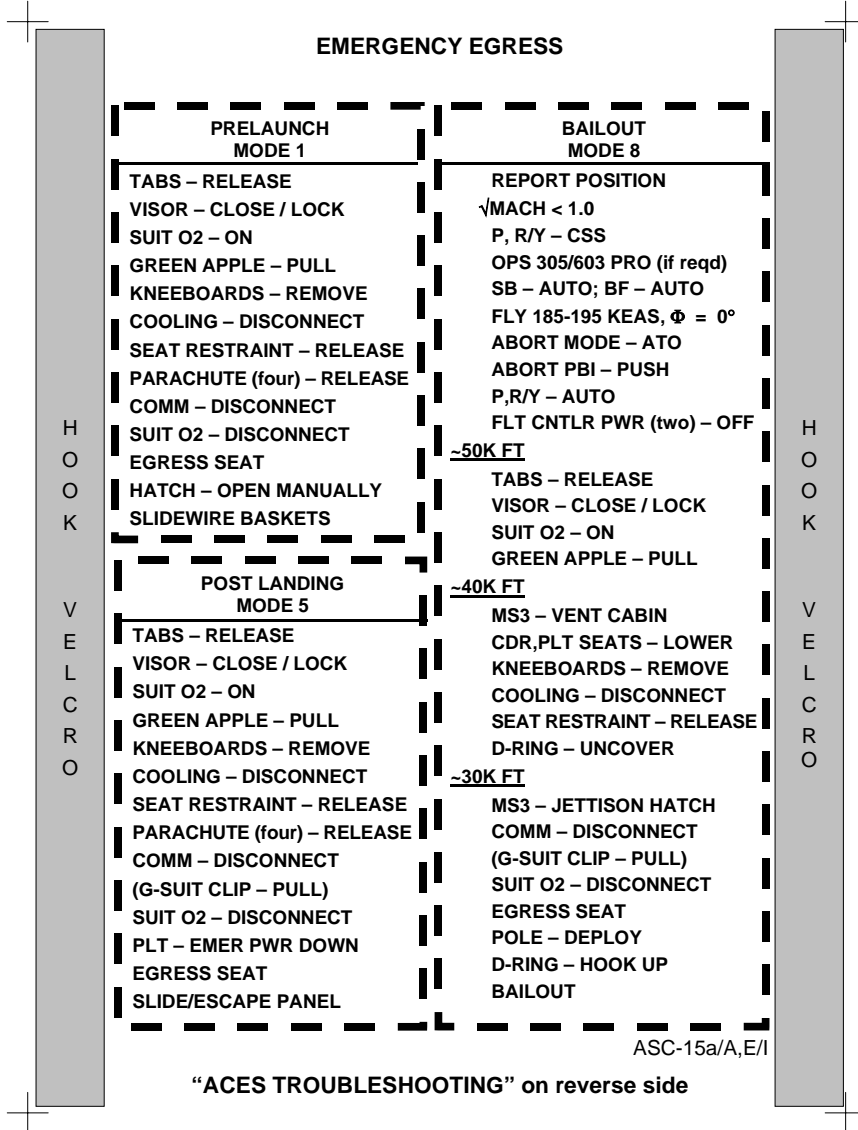 EMERGENCY EGRESS
PRELAUNCH
MODE 1
TABS – RELEASE
VISOR – CLOSE / LOCK
SUIT O2 – ON
GREEN APPLE – PULL
KNEEBOARDS – REMOVE
COOLING – DISCONNECT
SEAT RESTRAINT – RELEASE
PARACHUTE (four) – RELEASE
COMM – DISCONNECT
SUIT O2 – DISCONNECT
EGRESS SEAT
HATCH – OPEN MANUALLY
SLIDEWIRE BASKETS
POST LANDING
MODE 5
TABS – RELEASE
VISOR – CLOSE / LOCK
SUIT O2 – ON
GREEN APPLE – PULL
KNEEBOARDS – REMOVE
COOLING – DISCONNECT
SEAT RESTRAINT – RELEASE
PARACHUTE (four) – RELEASE
COMM – DISCONNECT
(G-SUIT CLIP – PULL)
SUIT O2 – DISCONNECT
PLT – EMER PWR DOWN
EGRESS SEAT
SLIDE/ESCAPE PANEL
BAILOUT
MODE 8
REPORT POSITION
√MACH < 1.0
P, R/Y – CSS
OPS 305/603 PRO (if reqd)
SB – AUTO; BF – AUTO
FLY 185-195 KEAS, Φ = 0°
ABORT MODE – ATO
ABORT PBI – PUSH
P,R/Y – AUTO
FLT CNTLR PWR (two) – OFF
~50K FT
TABS – RELEASE
VISOR – CLOSE / LOCK
SUIT O2 – ON
GREEN APPLE – PULL
~40K FT
MS3 – VENT CABIN
CDR,PLT SEATS – LOWER
KNEEBOARDS – REMOVE
COOLING – DISCONNECT
SEAT RESTRAINT – RELEASE
D-RING – UNCOVER
~30K FT
MS3 – JETTISON HATCH
COMM – DISCONNECT
(G-SUIT CLIP – PULL)
SUIT O2 – DISCONNECT
EGRESS SEAT
POLE – DEPLOY
D-RING – HOOK UP
BAILOUT
HOOK VELCRO
HOOK VELCRO
ASC-15a/A,E/I
“ACES TROUBLESHOOTING” on reverse side